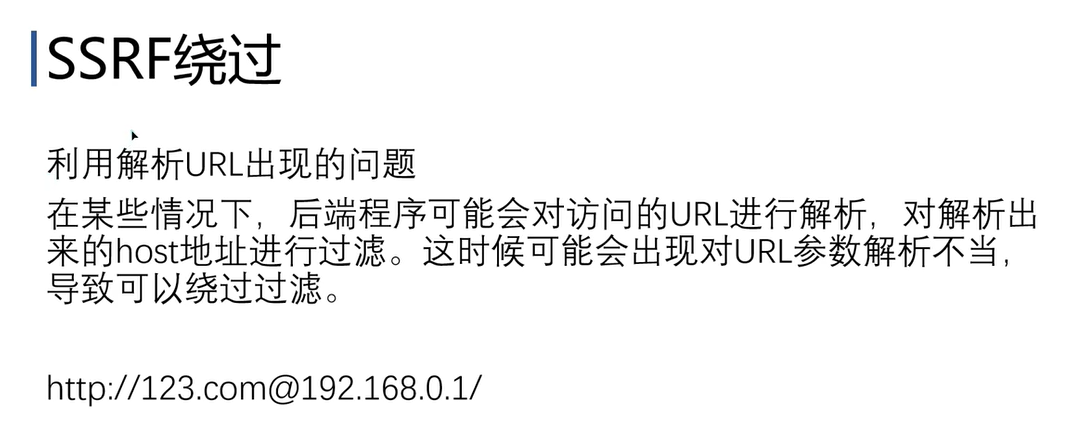 SSRF绕过
利用解析URL出现的问题
在某些情况下，后端程序可能会对访问的URL进行解析，对解析出
来的host地址进行过滤。这时候可能会出现对URL参数解析不当，
导致可以绕过过滤。
http://123.com@192.168.0.1/